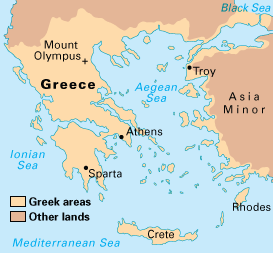 Black Sea
Mount
Olympus
Troy
Greece
Aegean
Sea
Asia
Minor
Athens
Ionian
Sea
Sparta
Greek areas
Other lands
Rhodes
Crete
Mediterranean Sea